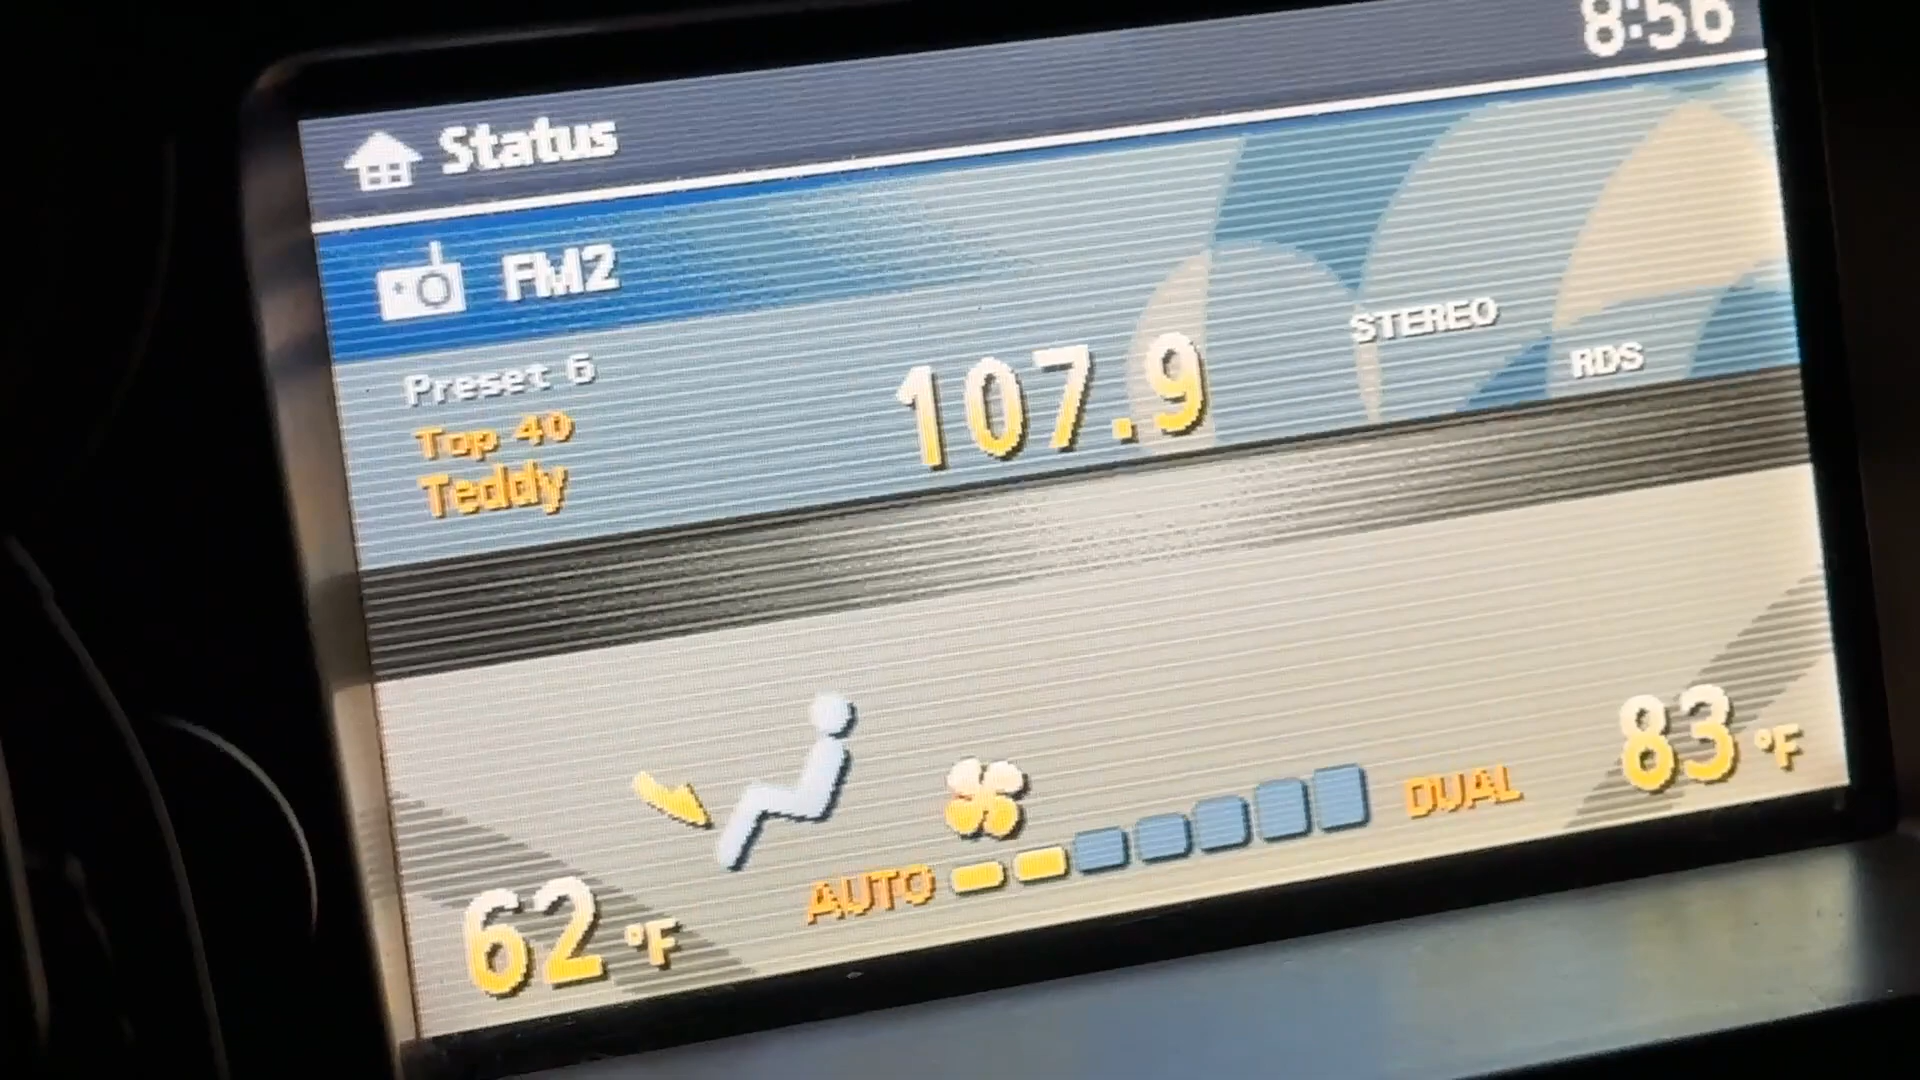 8:56
Status
FM2
Preset 6
Top 40
Teddy
107.9
STEREO
RDS
62 °F
AUTO
DUAL
83 °F